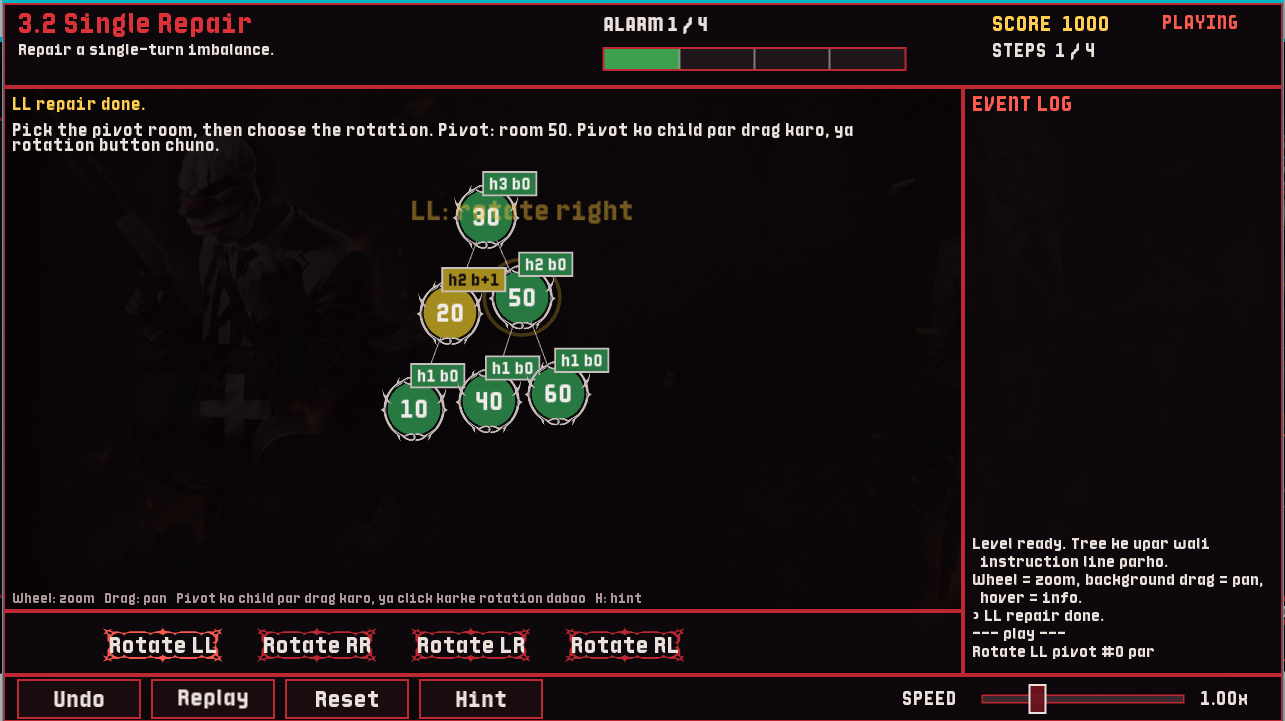 3.2 Single Repair
Repair a single-turn imbalance.
ALARM 1/4
SCORE 1000
STEPS 1/4
PLAYING
LL repair done.
Pick the pivot room, then choose the rotation. Pivot: room 50. Pivot ko child par drag karo, ya
rotation button chuno.
LL: rotate right
h3 b0
30
h2 b+1
20
h2 b0
50
h1 b0
10
h1 b0
40
h1 b0
60
Wheel: zoom Drag: pan Pivot ko child par drag karo, ya click karke rotation dabao H: hint
EVENT LOG
Level ready. Tree ke upar wali
instruction line parho.
Wheel = zoom, background drag = pan,
hover = info.
> LL repair done.
--- play ---
Rotate LL pivot #0 par
Rotate LL
Rotate RR
Rotate LR
Rotate RL
Undo
Replay
Reset
Hint
SPEED
1.00x